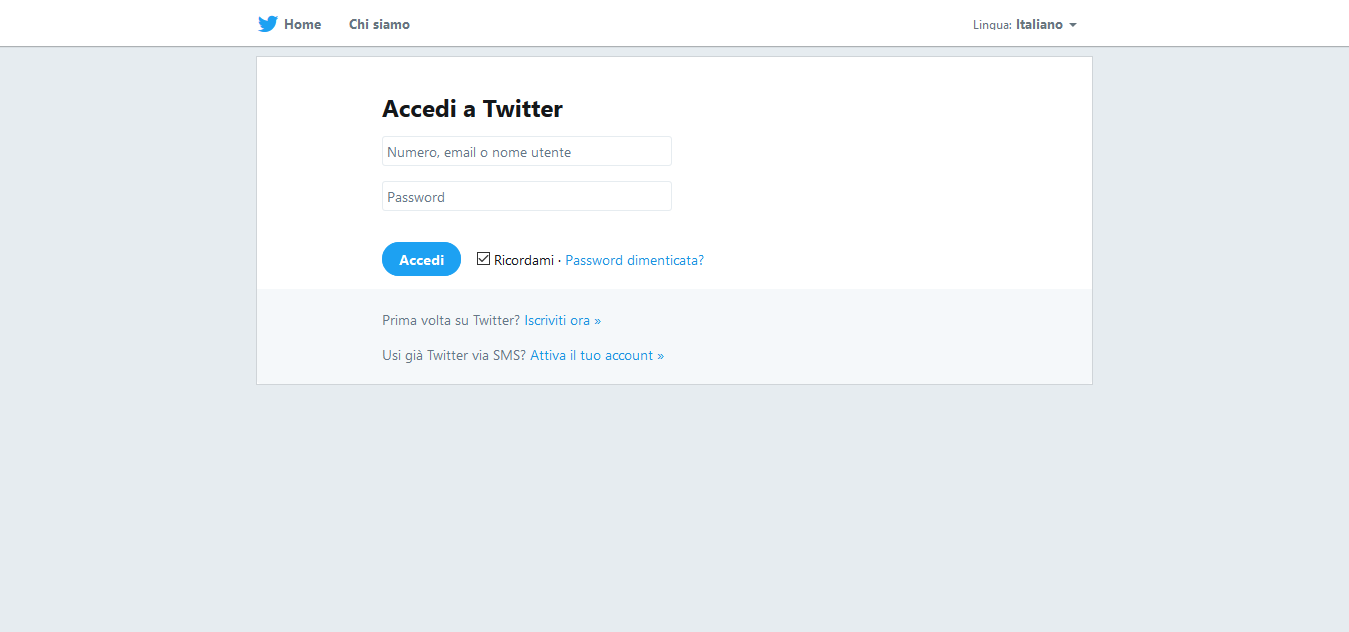 Home Chi siamo Lingua: Italiano
Accedi a Twitter
Numero, email o nome utente
Password
Accedi Ricordami · Password dimenticata?
Prima volta su Twitter? Iscriviti ora »
Usi già Twitter via SMS? Attiva il tuo account »